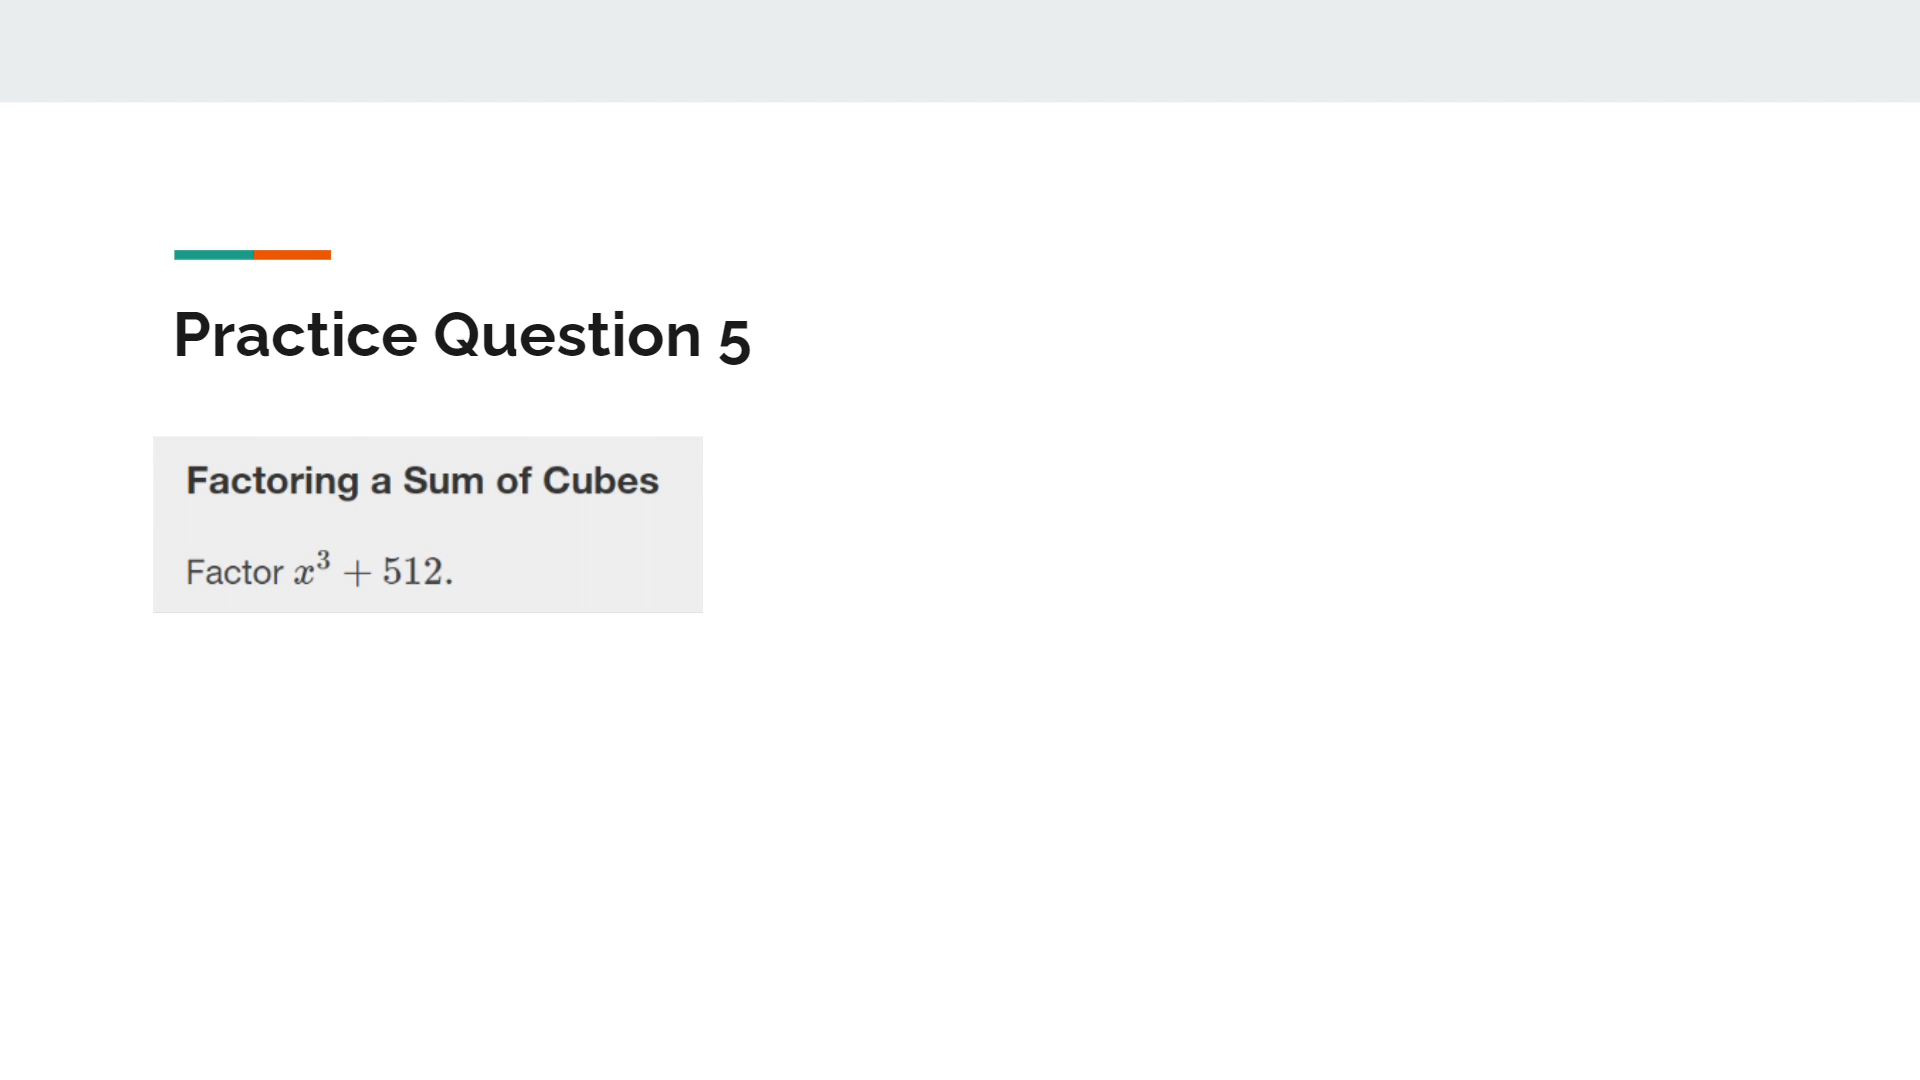 Practice Question 5
Factoring a Sum of Cubes
Factor x³ + 512.